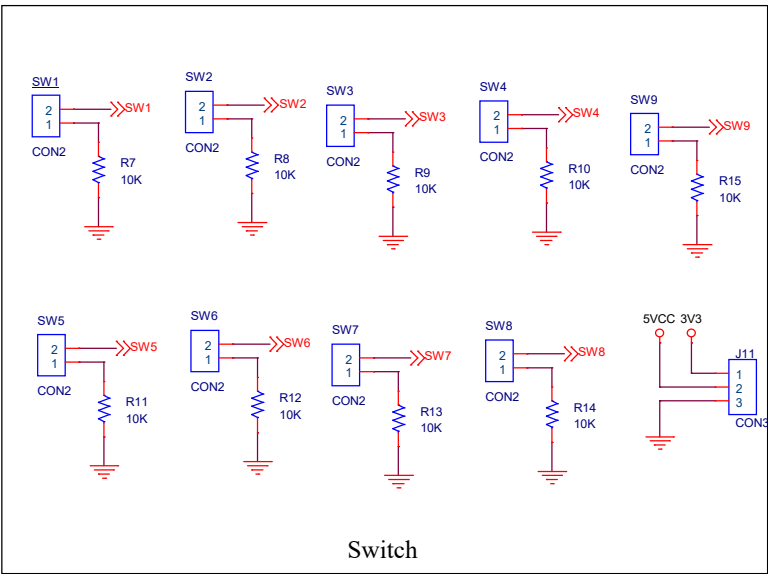 SW1
2
1
SW1
CON2
R7
10K
SW2
2
1
SW2
CON2
R8
10K
SW3
2
1
SW3
CON2
R9
10K
SW4
2
1
SW4
CON2
R10
10K
SW9
2
1
SW9
CON2
R15
10K
SW5
2
1
SW5
CON2
R11
10K
SW6
2
1
SW6
CON2
R12
10K
SW7
2
1
SW7
CON2
R13
10K
SW8
2
1
SW8
CON2
R14
10K
5VCC 3V3
J11
1
2
3
CON3
Switch